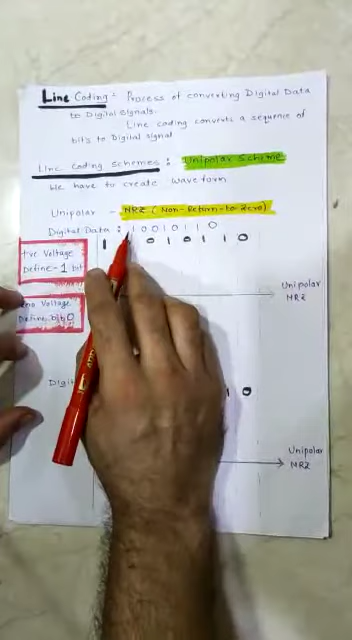 Line Coding : Process of converting Digital Data
to Digital signals.
Line coding converts a sequence of
bits to Digital signal
Line Coding Schemes : Unipolar Scheme
We have to create waveform
Unipolar - NRZ (Non-Return-to Zero)
Digital Data : 1 0 0 1 0 1 1 0
1 0 1 0 1 1 0
+ve Voltage
Define - 1 bit
Voltage
Define bit 0
Unipolar
NRZ
Digit
0
Unipolar
NRZ